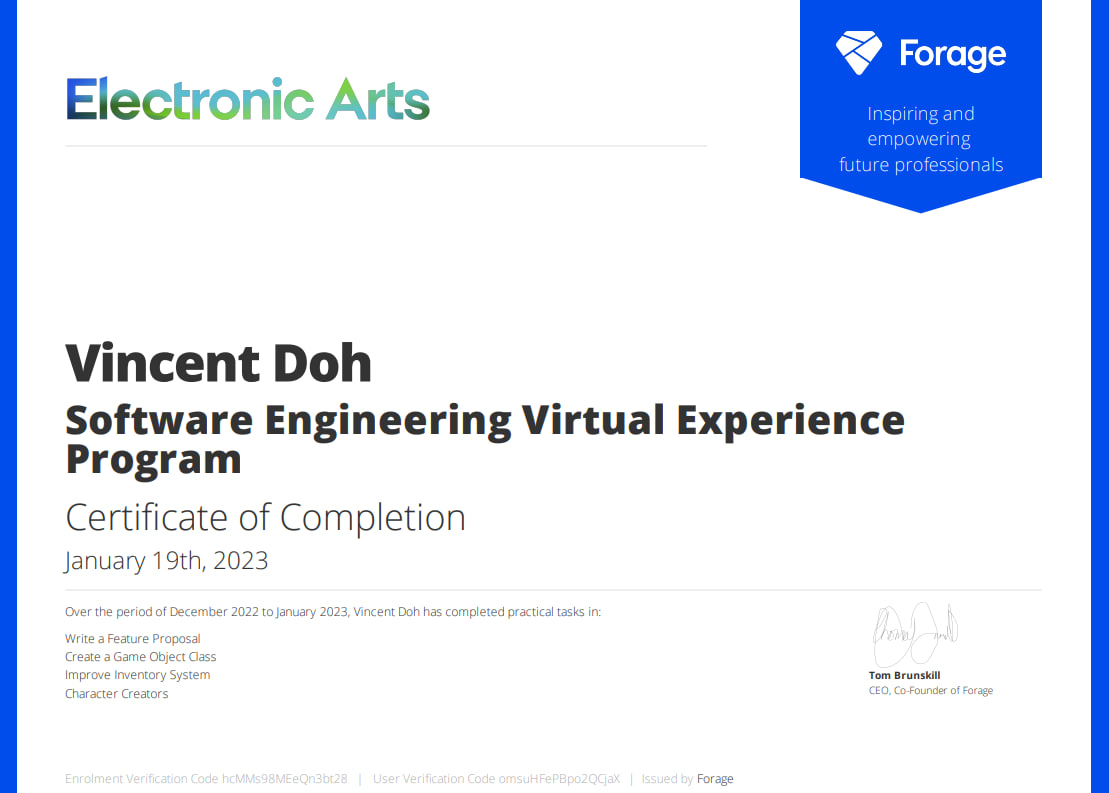 Electronic Arts
Forage
Inspiring and
empowering
future professionals
Vincent Doh
Software Engineering Virtual Experience
Program
Certificate of Completion
January 19th, 2023
Over the period of December 2022 to January 2023, Vincent Doh has completed practical tasks in:
Write a Feature Proposal
Create a Game Object Class
Improve Inventory System
Character Creators
Tom Brunskill
CEO, Co-Founder of Forage
Enrolment Verification Code hcMMs98MEeQn3bt28 | User Verification Code omsuHFePBpo2QCjaX | Issued by Forage